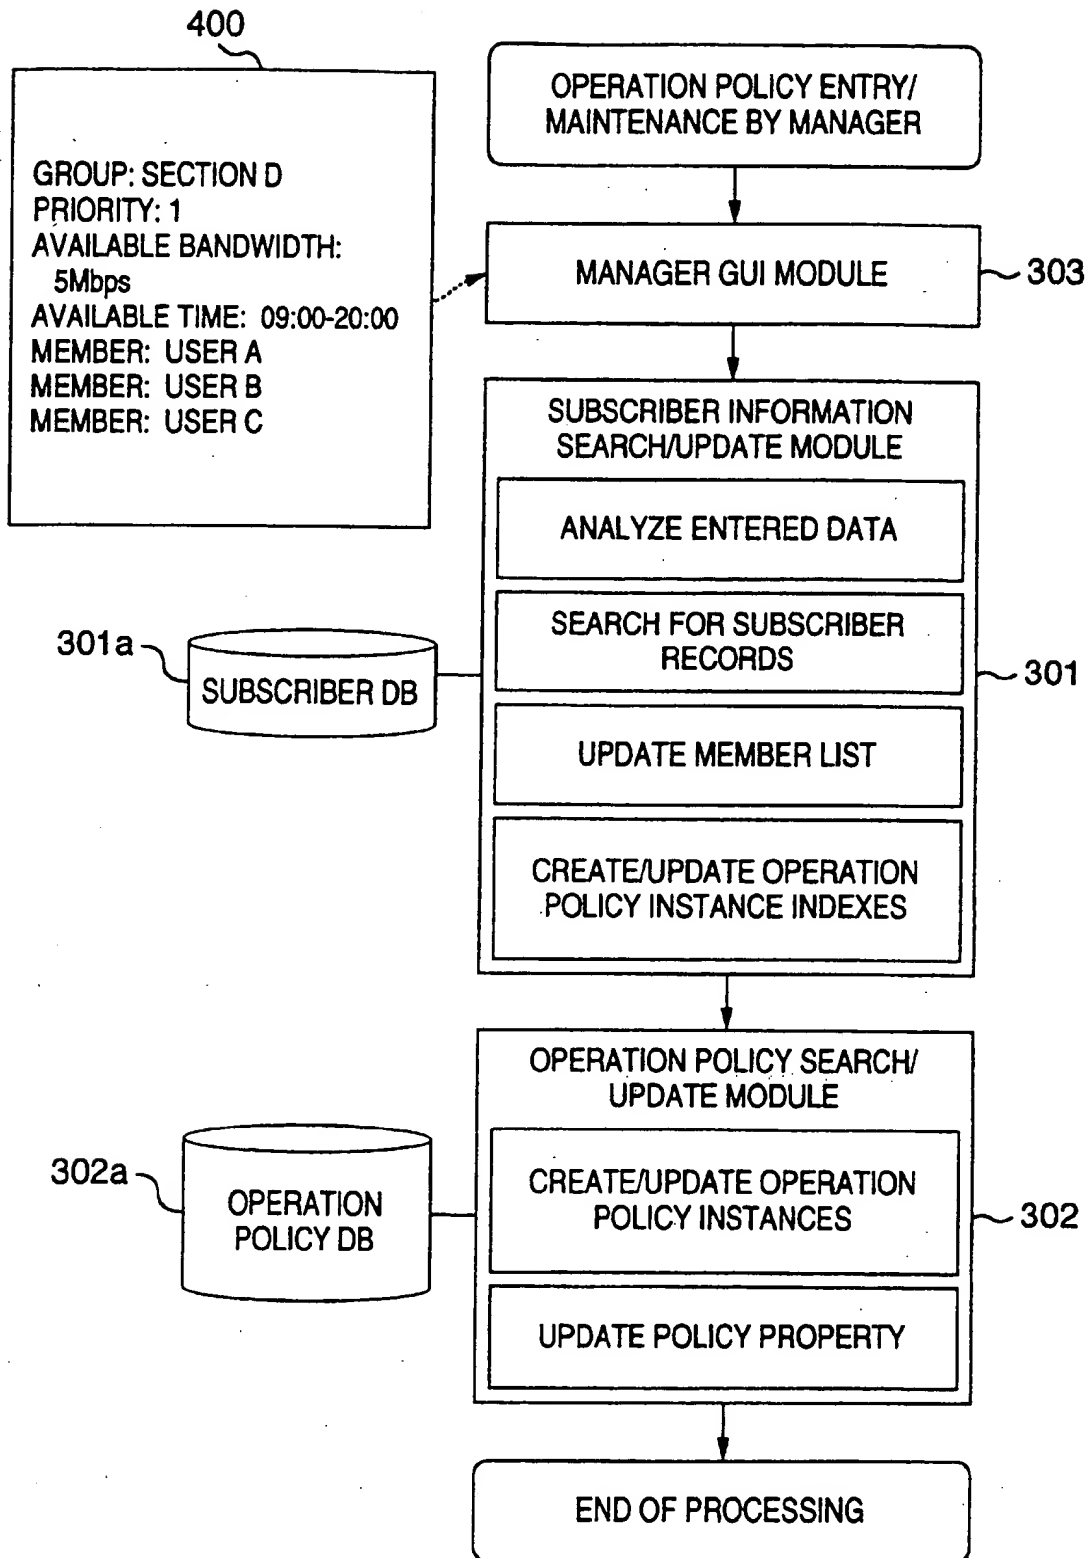 400
GROUP: SECTION D
PRIORITY: 1
AVAILABLE BANDWIDTH:
5Mbps
AVAILABLE TIME: 09:00-20:00
MEMBER: USER A
MEMBER: USER B
MEMBER: USER C
OPERATION POLICY ENTRY/
MAINTENANCE BY MANAGER
MANAGER GUI MODULE
303
SUBSCRIBER INFORMATION
SEARCH/UPDATE MODULE
ANALYZE ENTERED DATA
SEARCH FOR SUBSCRIBER
RECORDS
UPDATE MEMBER LIST
CREATE/UPDATE OPERATION
POLICY INSTANCE INDEXES
301
301a
SUBSCRIBER DB
OPERATION POLICY SEARCH/
UPDATE MODULE
CREATE/UPDATE OPERATION
POLICY INSTANCES
UPDATE POLICY PROPERTY
302
302a
OPERATION
POLICY DB
END OF PROCESSING